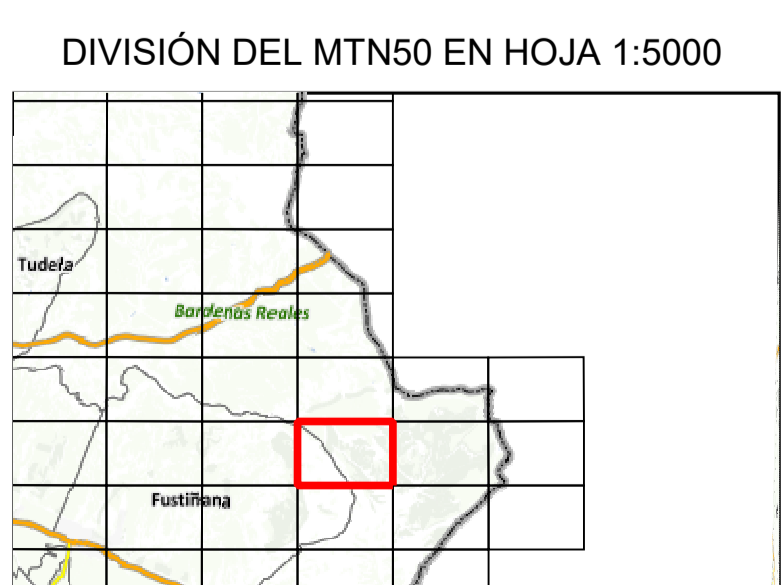 DIVISIÓN DEL MTN50 EN HOJA 1:5000
Tudela
Bardenas Reales
Fustiñana